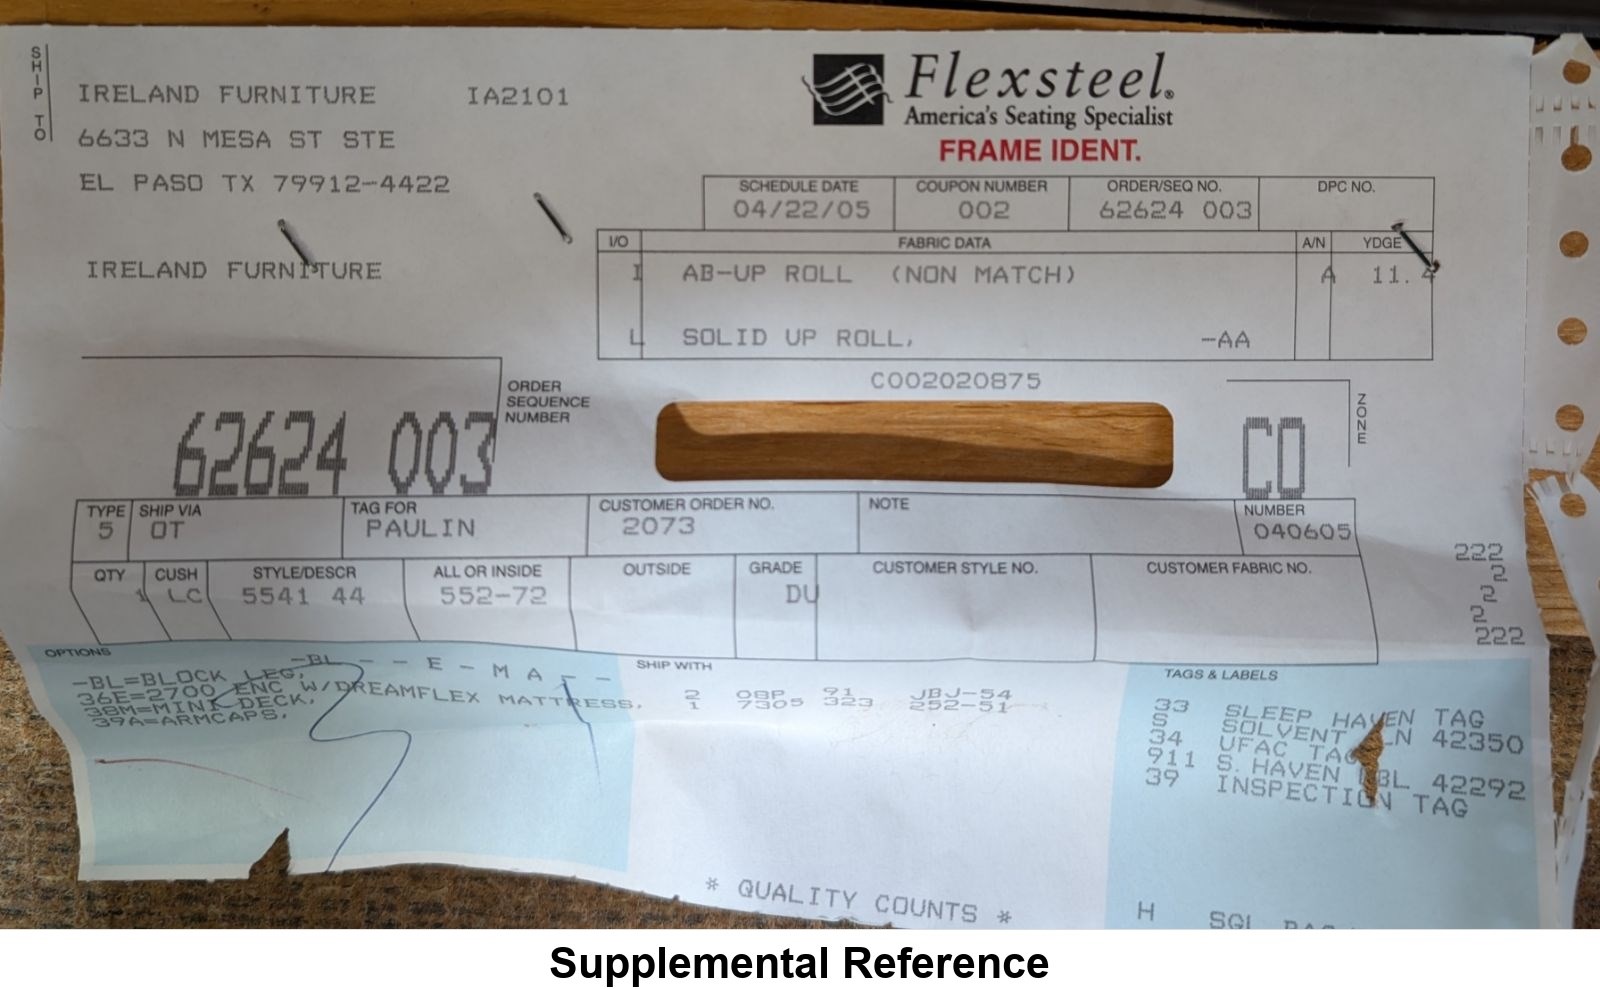 SHIP TO
IRELAND FURNITURE IA2101
6633 N MESA ST STE
EL PASO TX 79912-4422
IRELAND FURNITURE
Flexsteel®
America's Seating Specialist
FRAME IDENT.
SCHEDULE DATE COUPON NUMBER ORDER/SEQ NO. DPC NO.
04/22/05 002 62624 003
I/O FABRIC DATA A/N YDGE
I AB-UP ROLL (NON MATCH) A 11.4
L SOLID UP ROLL, -AA
C002020875
62624 003
ORDER SEQUENCE NUMBER
CO
ZONE
TYPE SHIP VIA TAG FOR CUSTOMER ORDER NO. NOTE NUMBER
5 OT PAULIN 2073 040605
QTY CUSH STYLE/DESCR ALL OR INSIDE OUTSIDE GRADE CUSTOMER STYLE NO. CUSTOMER FABRIC NO.
1 LC 5541 44 552-72 DU
222
2
2
2
222
OPTIONS
-BL - - E - M A - -
-BL=BLOCK LEG,
36E=2700 ENC W/DREAMFLEX MATTRESS,
38M=MINI DECK,
39A=ARMCAPS,
SHIP WITH
2 08P 91 JBJ-54
1 7305 323 252-51
TAGS & LABELS
33 SLEEP HAVEN TAG
S SOLVENT CLN 42350
34 UFAC TAG
911 S. HAVEN LBL 42292
39 INSPECTION TAG
* QUALITY COUNTS *
H SGL
Supplemental Reference